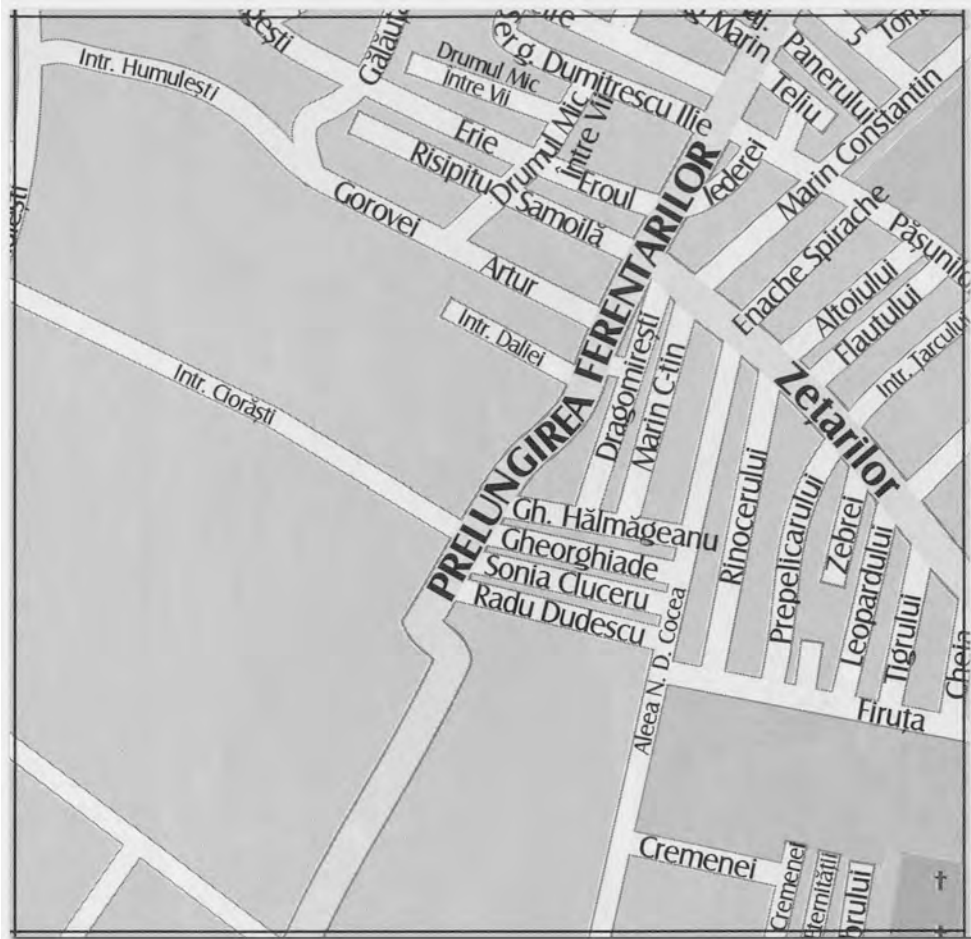 Intr. Humulești
Drumul Mic
Între Vii
g. Dumitrescu Ilie
Marin
Panerului
5
Teliu
Marin Constantin
Erie
Drumul Mic
Între Vii
Risipitu
Samoilă
Eroul
Iederei
Gorovei
Artur
PRELUNGIREA FERENTARILOR
Enache Spirache
Altoiului
Flautului
Intr. Țarcului
Intr. Daliei
Intr. Ciorăști
Dragomirești
Marin C-tin
Zețarilor
Gh. Hălmăgeanu
Gheorghiade
Sonia Cluceru
Radu Dudescu
Rinocerului
Prepelicarului
Zebrei
Leopardului
Tigrului
Cheia
Aleea N. D. Cocea
Firuța
Cremenei
Cremenei
Eternității